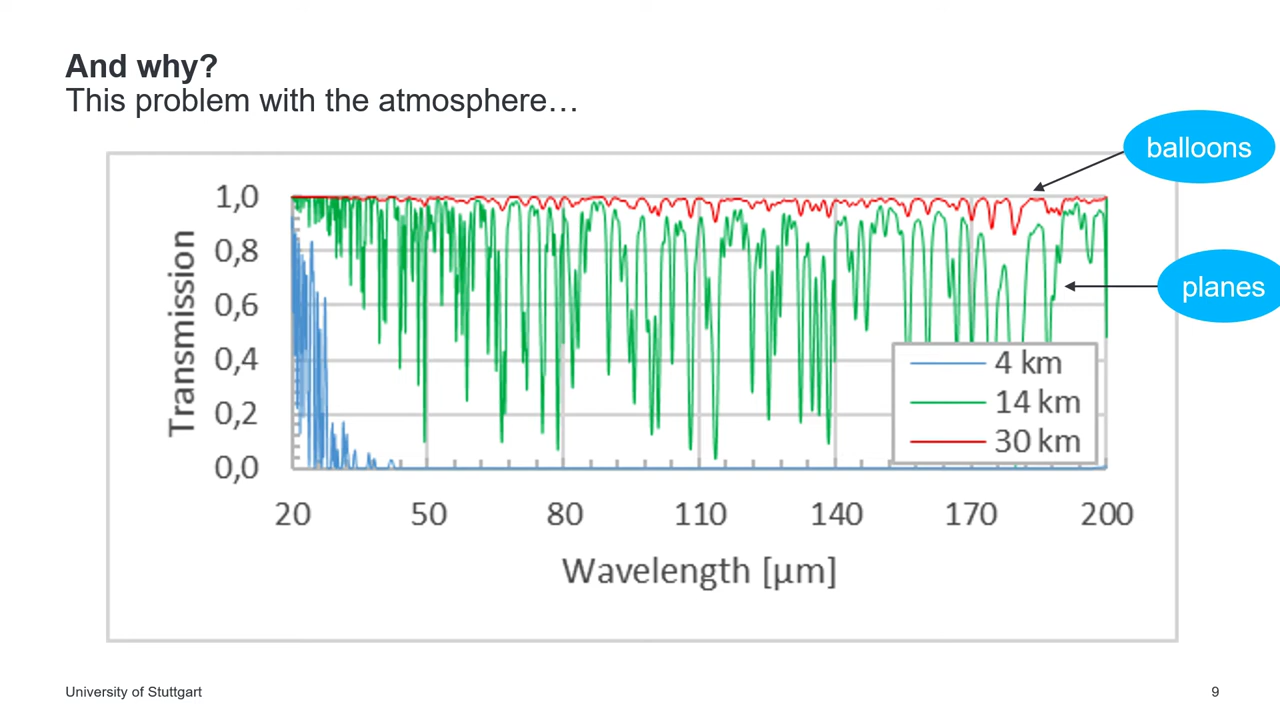 And why?
This problem with the atmosphere…
balloons
planes
Transmission
1,0
0,8
0,6
0,4
0,2
0,0
4 km
14 km
30 km
20 50 80 110 140 170 200
Wavelength [µm]
University of Stuttgart
9